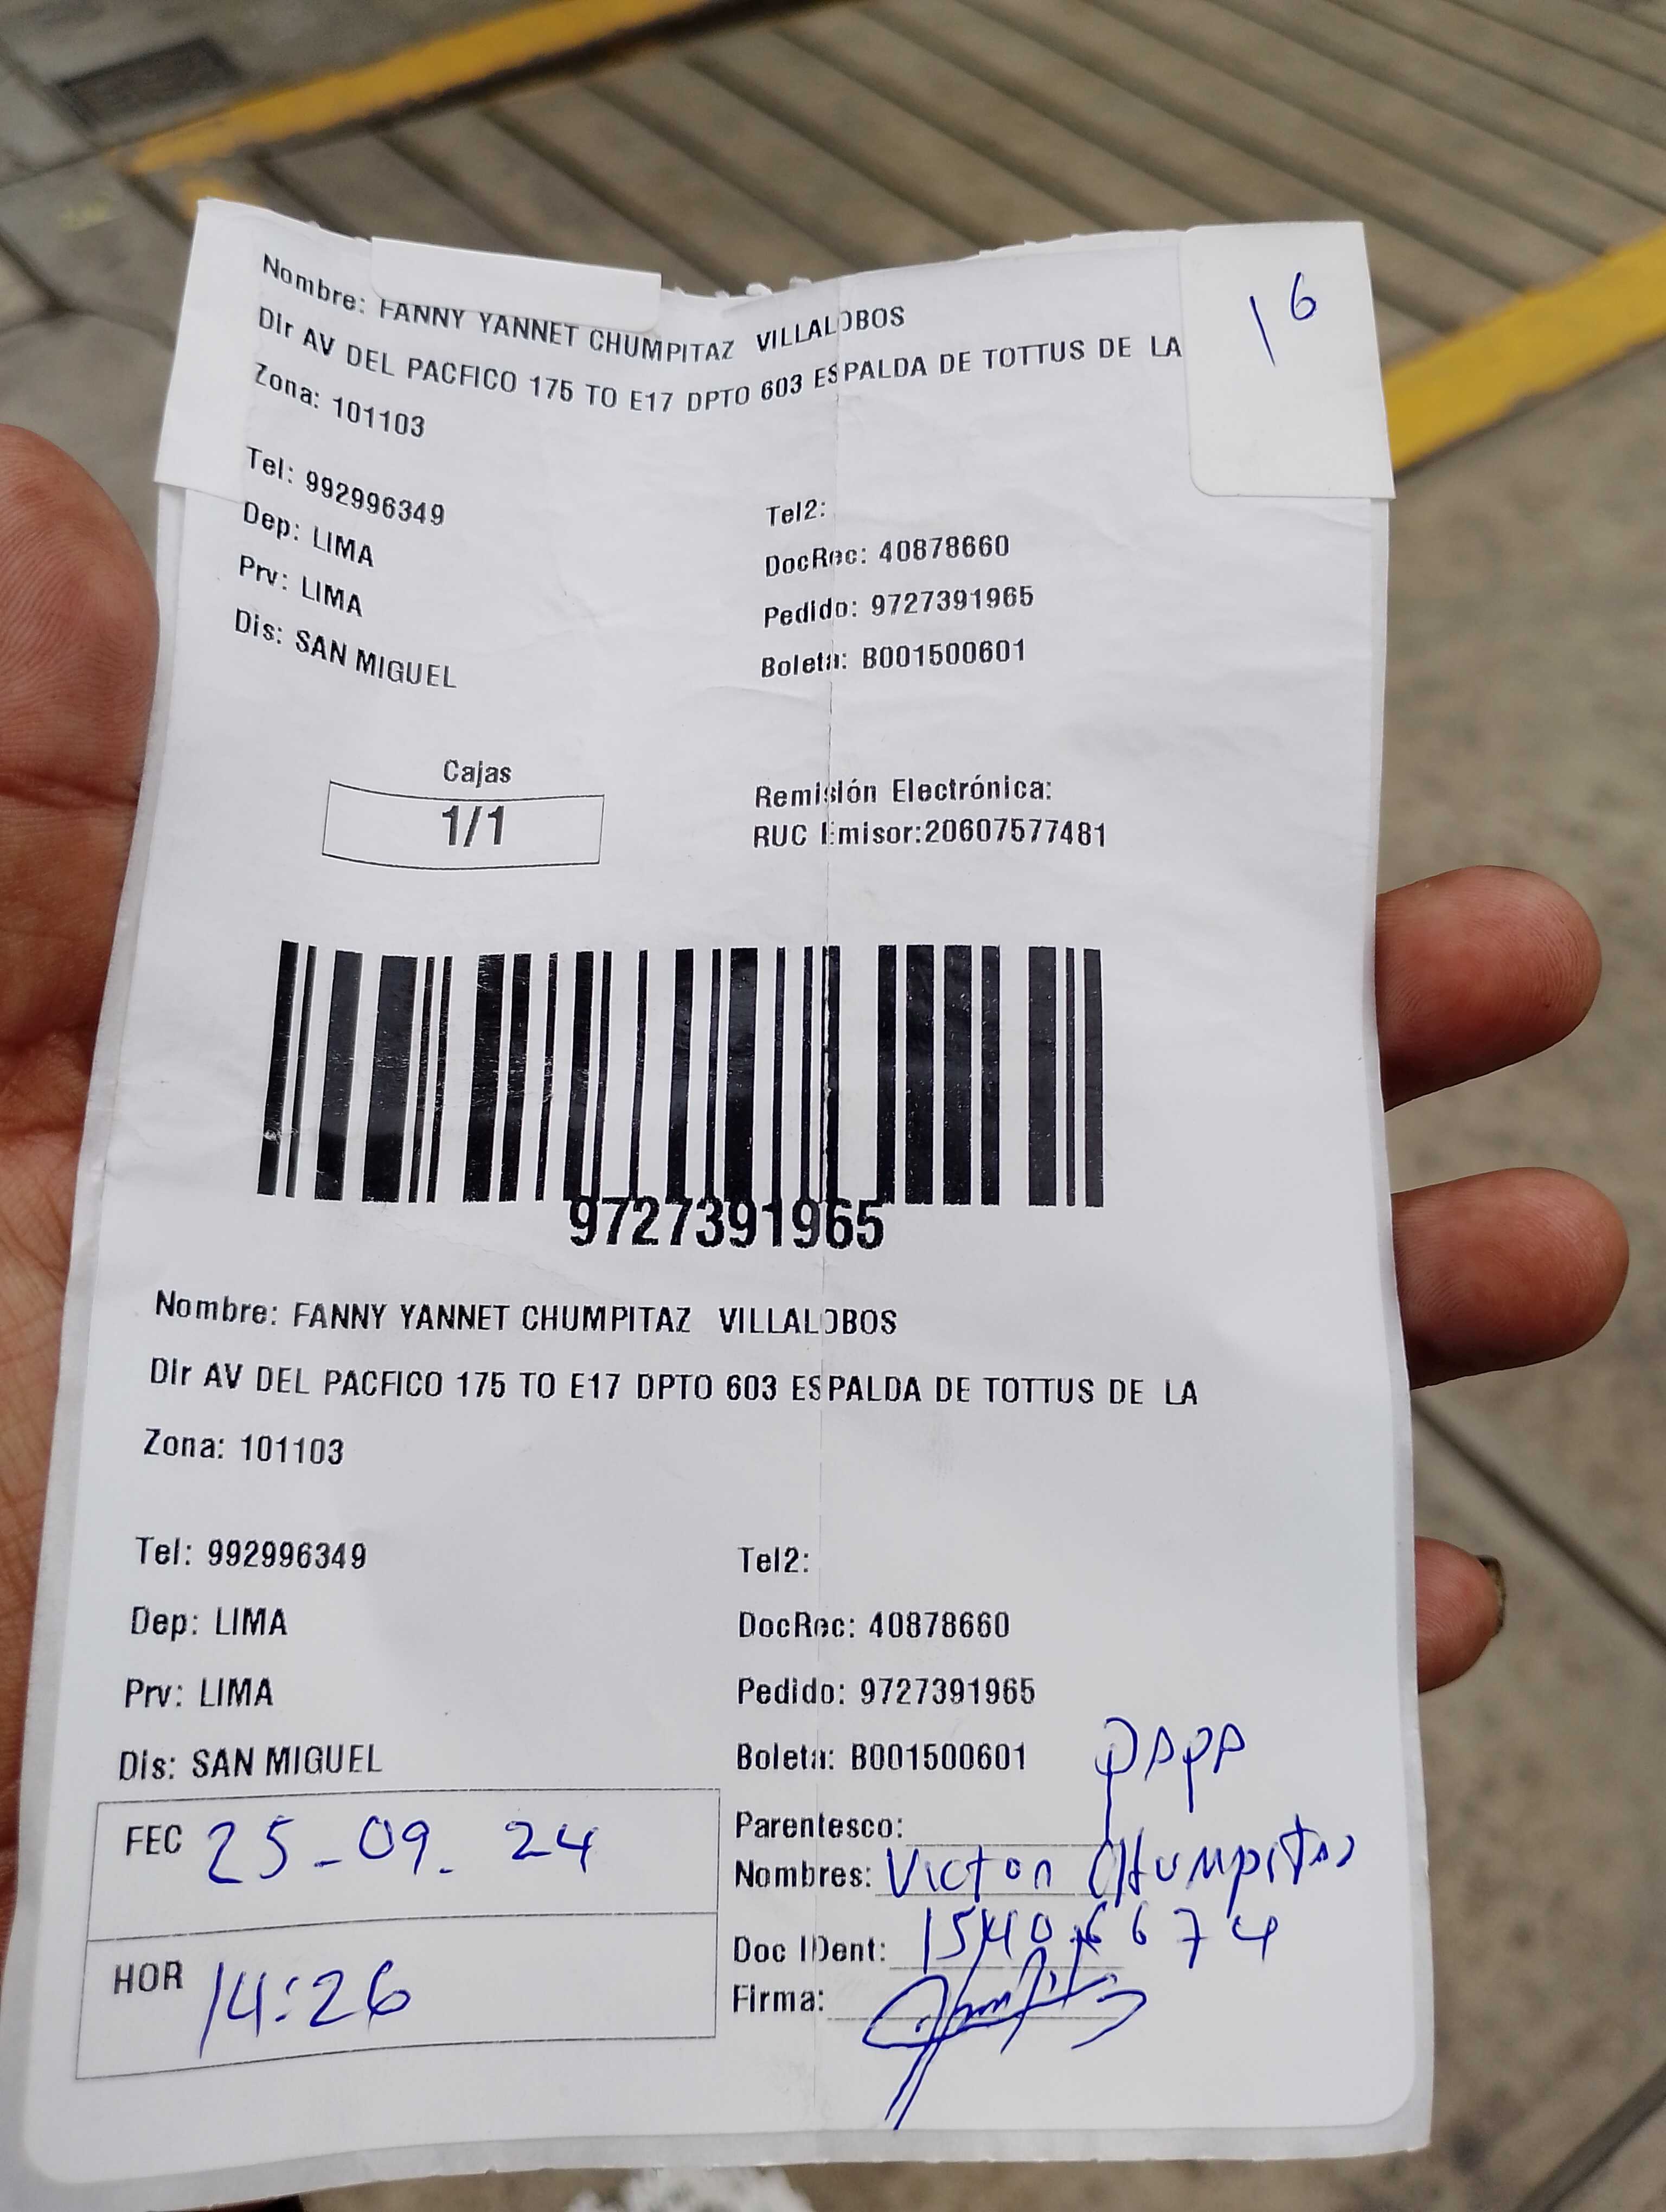 16
Nombre: FANNY YANNET CHUMPITAZ VILLALOBOS
Dir AV DEL PACFICO 175 TO E17 DPTO 603 ESPALDA DE TOTTUS DE LA
Zona: 101103
Tel: 992996349 Tel2:
Dep: LIMA DocRec: 40878660
Prv: LIMA Pedido: 9727391965
Dis: SAN MIGUEL Boleta: B001500601
Cajas
1/1
Remisión Electrónica:
RUC Emisor:20607577481
9727391965
Nombre: FANNY YANNET CHUMPITAZ VILLALOBOS
Dir AV DEL PACFICO 175 TO E17 DPTO 603 ESPALDA DE TOTTUS DE LA
Zona: 101103
Tel: 992996349 Tel2:
Dep: LIMA DocRec: 40878660
Prv: LIMA Pedido: 9727391965
Dis: SAN MIGUEL Boleta: B001500601
FEC 25-09-24
HOR 14:26
Parentesco: PAPA
Nombres: Victor Chumpitaz
Doc IDent: 15406674
Firma: